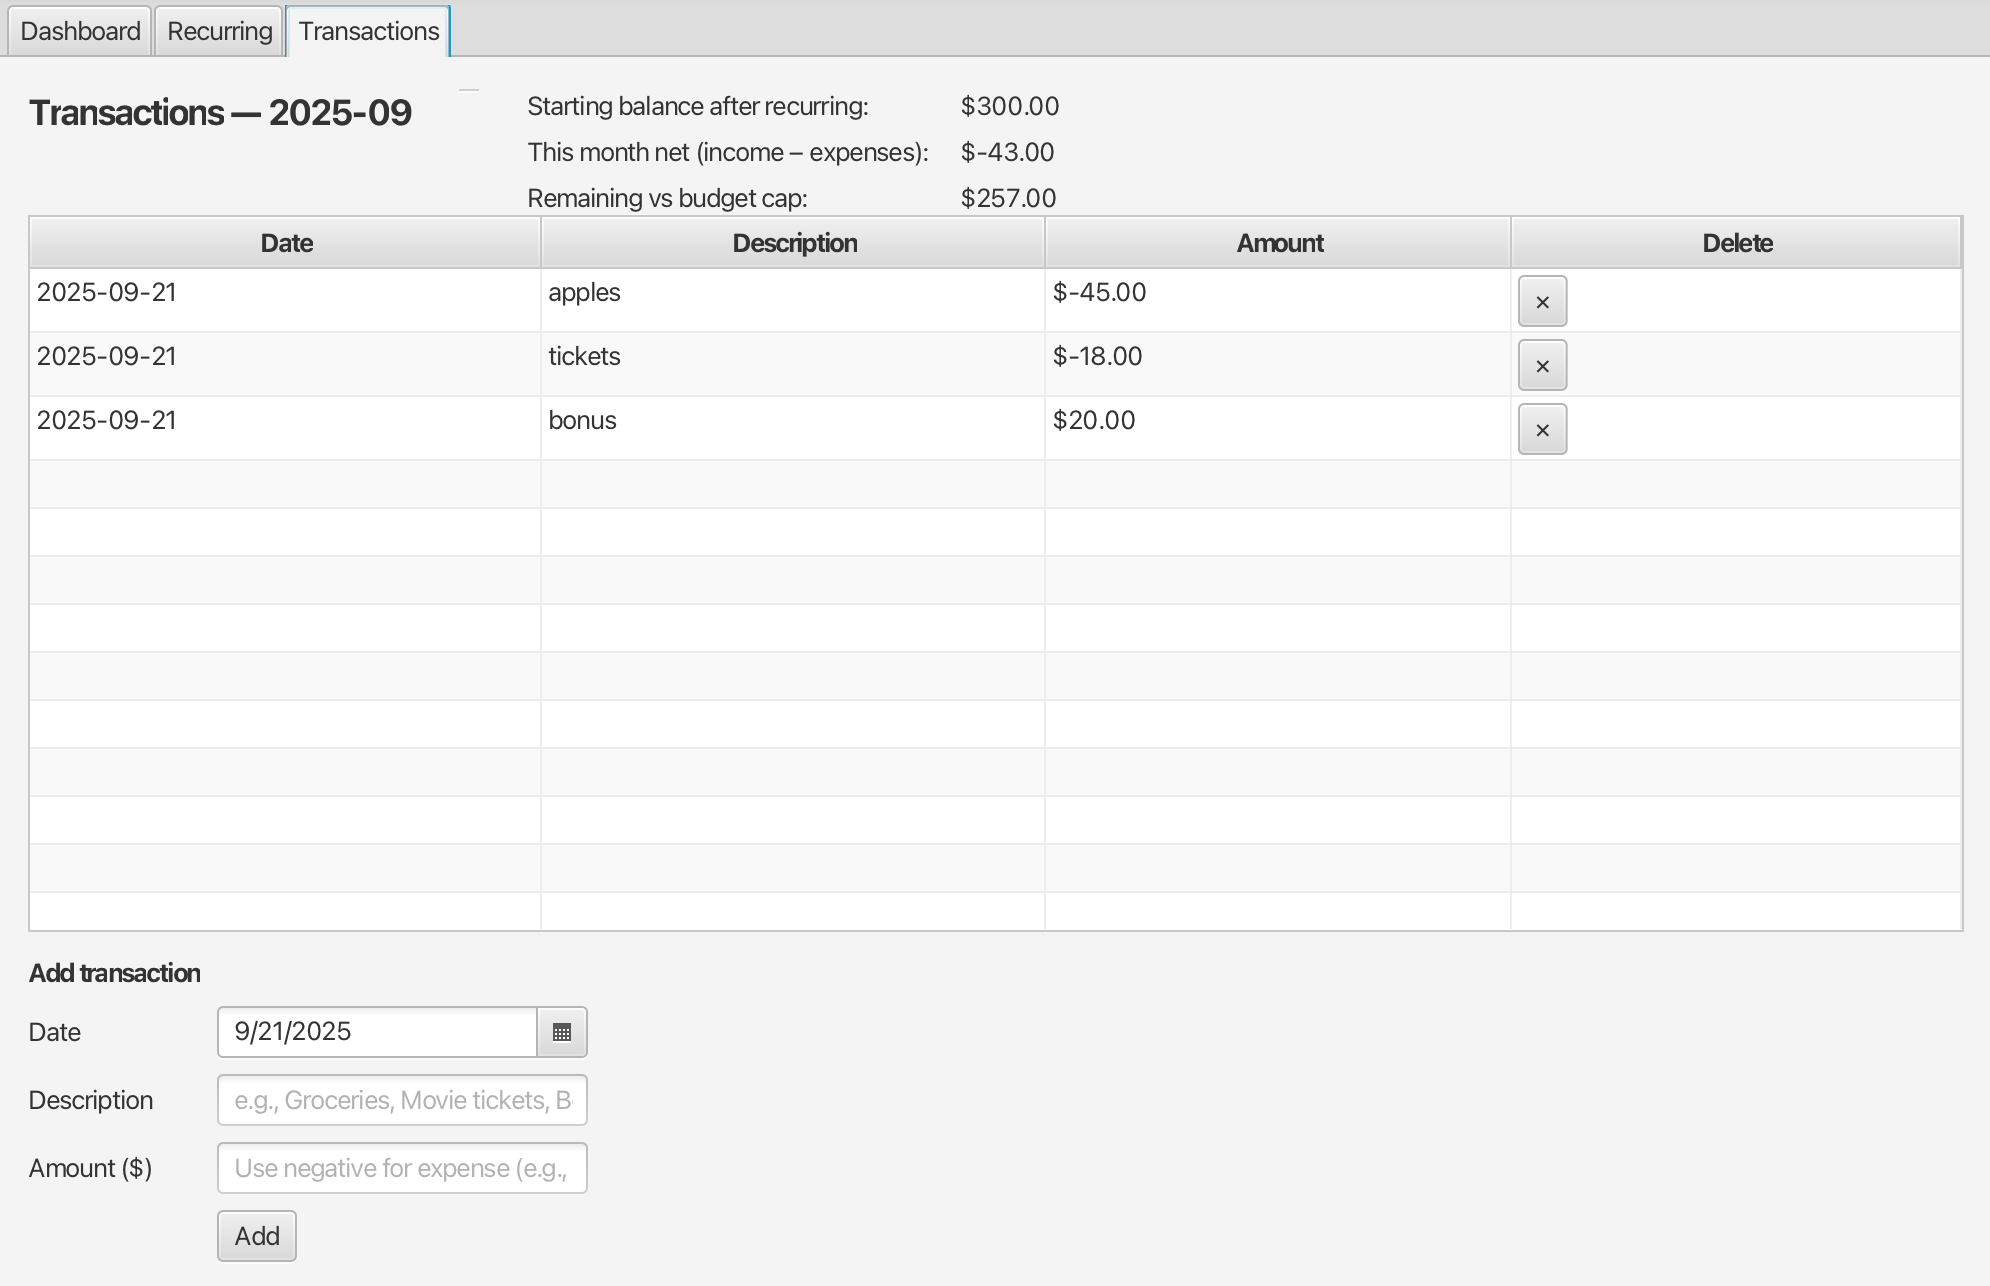 Dashboard Recurring Transactions
Transactions — 2025-09
Starting balance after recurring: $300.00
This month net (income – expenses): $-43.00
Remaining vs budget cap: $257.00
Date Description Amount Delete
2025-09-21 apples $-45.00 ×
2025-09-21 tickets $-18.00 ×
2025-09-21 bonus $20.00 ×
Add transaction
Date 9/21/2025
Description e.g., Groceries, Movie tickets, B
Amount ($) Use negative for expense (e.g.,
Add